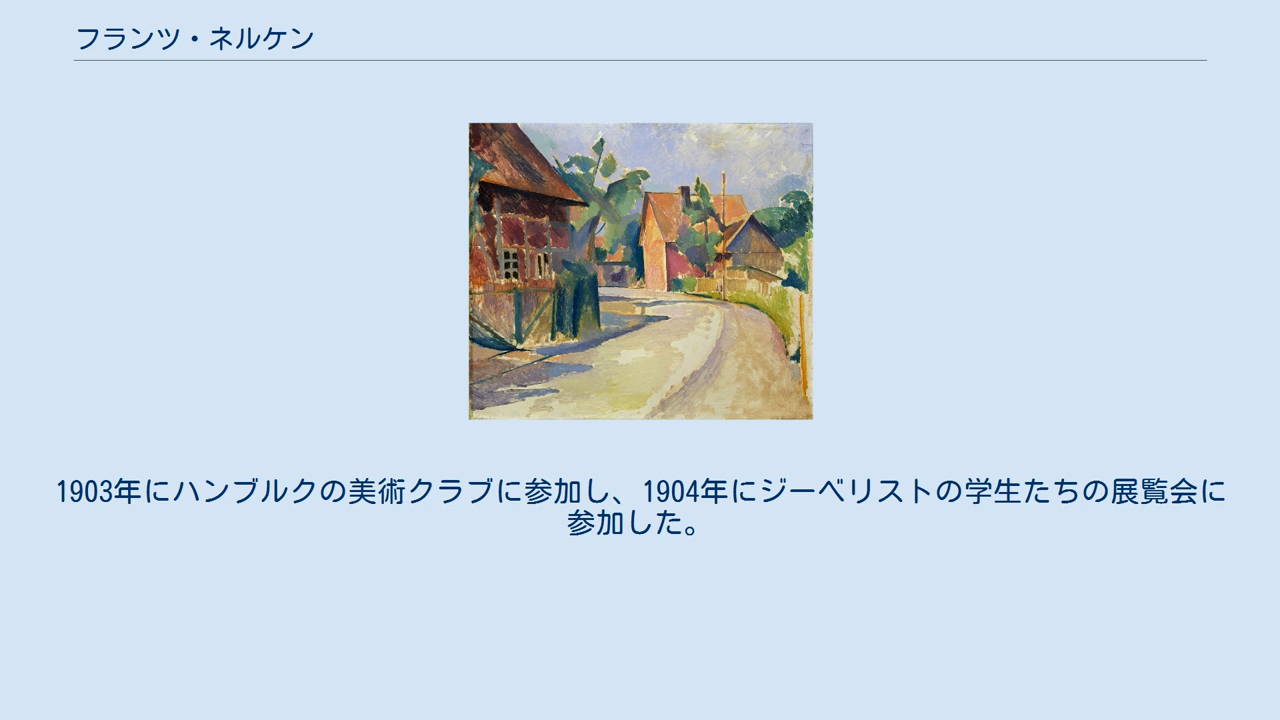 フランツ・ネルケン
1903年にハンブルクの美術クラブに参加し、1904年にジーベリストの学生たちの展覧会に
参加した。